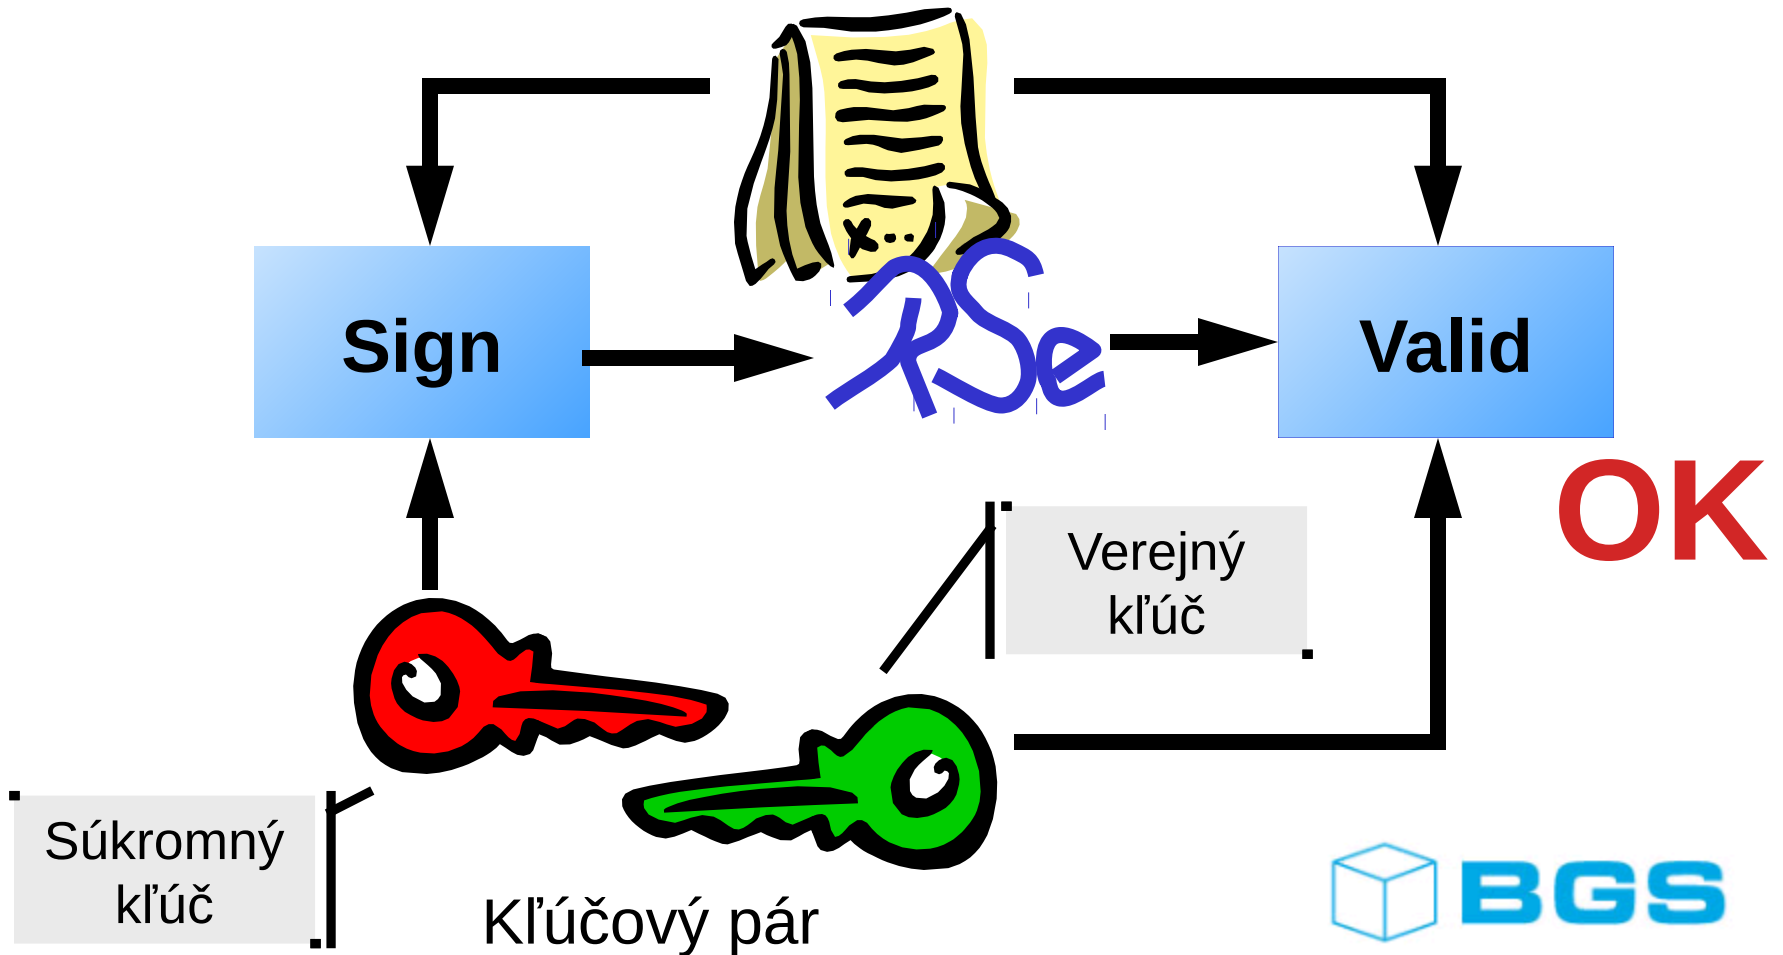 Sign
Valid
OK
Verejný
kľúč
Súkromný
kľúč
Kľúčový pár
BGS